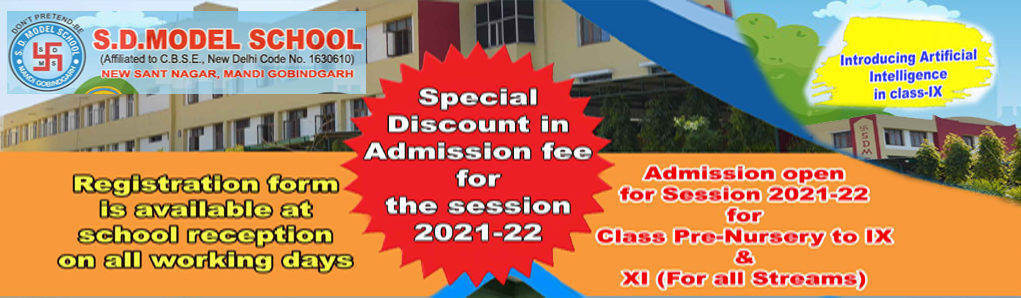 DON'T PRETEND-BE
S. D. MODEL SCHOOL
MANDI GOBINDGARH
S.D.MODEL SCHOOL
(Affiliated to C.B.S.E., New Delhi Code No. 1630610)
NEW SANT NAGAR, MANDI GOBINDGARH
Introducing Artificial
Intelligence
in class-IX
Special
Discount in
Admission fee
for
the session
2021-22
Registration form
is available at
school reception
on all working days
Admission open
for Session 2021-22
for
Class Pre-Nursery to IX
&
XI (For all Streams)
SDM